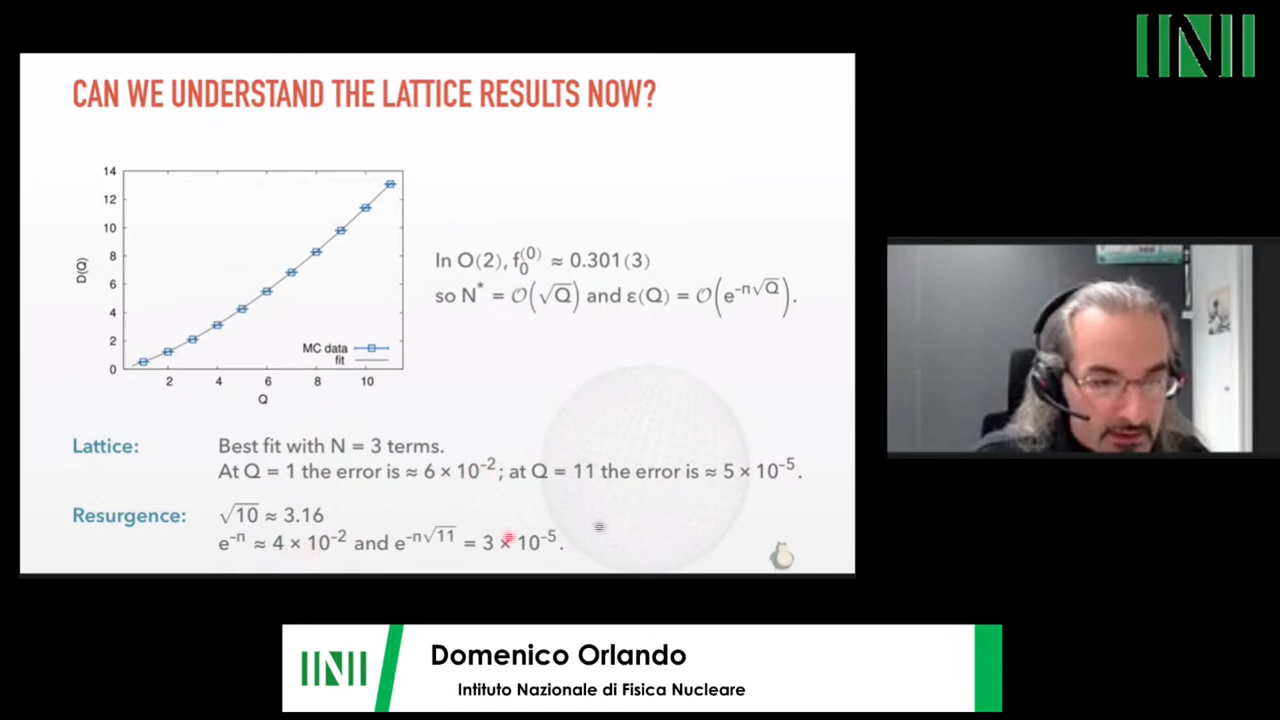 CAN WE UNDERSTAND THE LATTICE RESULTS NOW?
14
12
10
8
6
4
2
0
D(Q)
2 4 6 8 10
Q
MC data
fit
In O(2), f₀⁽⁰⁾ ≈ 0.301(3)
so N* = 𝒪(√Q) and ε(Q) = 𝒪(e^{-π√Q}).
Lattice: Best fit with N = 3 terms.
At Q = 1 the error is ≈ 6 × 10⁻²; at Q = 11 the error is ≈ 5 × 10⁻⁵.
Resurgence: √10 ≈ 3.16
e^{-π} ≈ 4 × 10⁻² and e^{-π√11} = 3 × 10⁻⁵.
INI
INI
Domenico Orlando
Intituto Nazionale di Fisica Nucleare